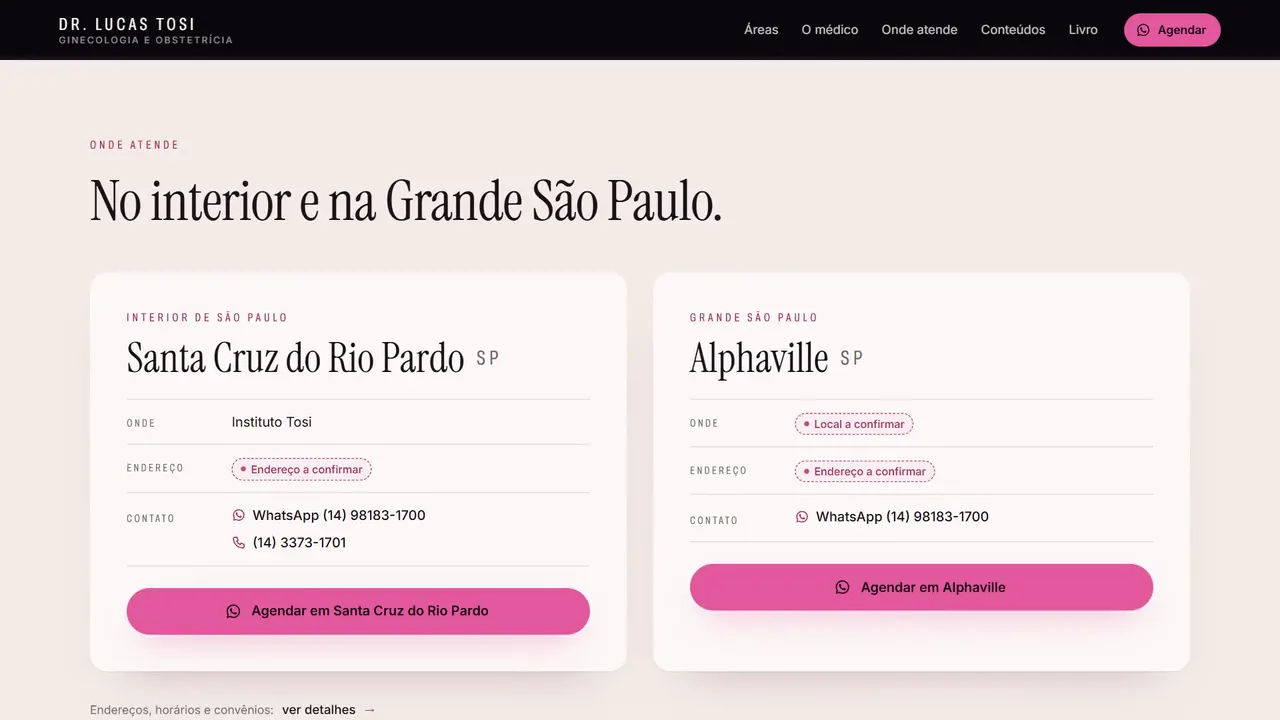 DR. LUCAS TOSI
GINECOLOGIA E OBSTETRÍCIA
Áreas
O médico
Onde atende
Conteúdos
Livro
Agendar
ONDE ATENDE
No interior e na Grande São Paulo.
INTERIOR DE SÃO PAULO
Santa Cruz do Rio Pardo SP
ONDE Instituto Tosi
ENDEREÇO Endereço a confirmar
CONTATO WhatsApp (14) 98183-1700
(14) 3373-1701
Agendar em Santa Cruz do Rio Pardo
GRANDE SÃO PAULO
Alphaville SP
ONDE Local a confirmar
ENDEREÇO Endereço a confirmar
CONTATO WhatsApp (14) 98183-1700
Agendar em Alphaville
Endereços, horários e convênios: ver detalhes →